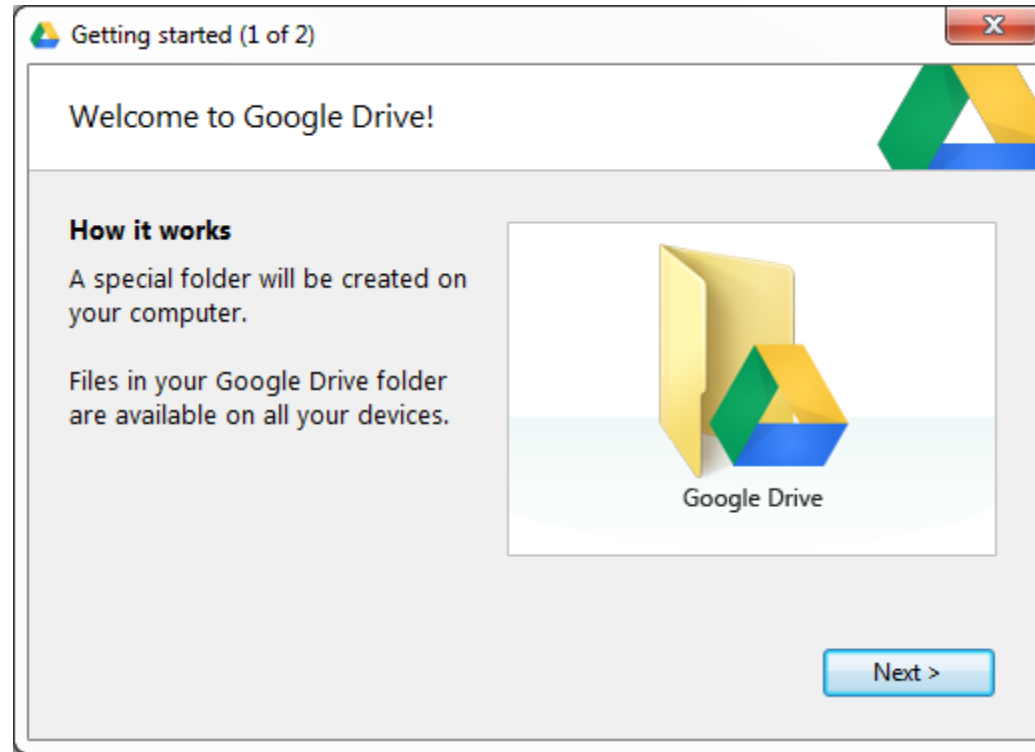 Getting started (1 of 2)
Welcome to Google Drive!
How it works
A special folder will be created on
your computer.
Files in your Google Drive folder
are available on all your devices.
Google Drive
Next >